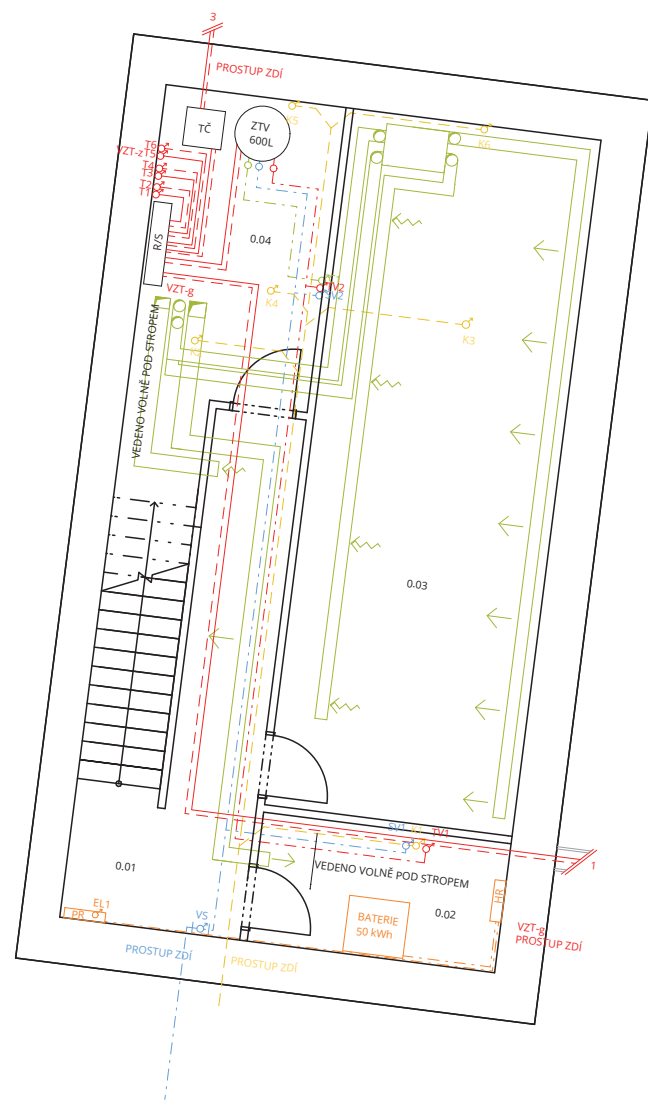 3
PROSTUP ZDÍ
TČ
ZTV
600L
K5
K6
T6
VZT-zT5
T4
T3
T2
T1
R/S
0.04
VZT-g
K4
TV2
SV2
K3
VEDENO VOLNĚ POD STROPEM
0.03
SV1
TV1
1
VEDENO VOLNĚ POD STROPEM
0.01
0.02
HR
EL1
PR
VS
BATERIE
50 kWh
VZT-g
PROSTUP ZDÍ
PROSTUP ZDÍ
PROSTUP ZDÍ